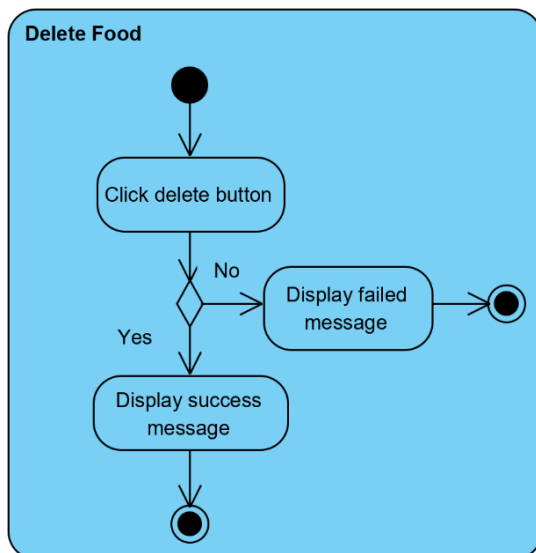 Delete Food
Click delete button
No
Display failed
message
Yes
Display success
message